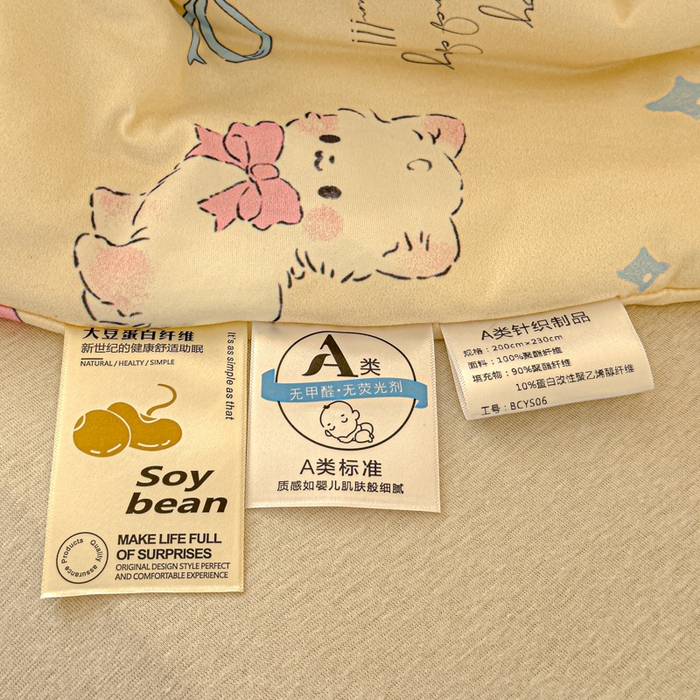 大豆蛋白纤维
新世纪的健康舒适助眠
NATURAL / HEALTY / SIMPLE
It's as simple as that
Soy
bean
Products Quality assurance
MAKE LIFE FULL
OF SURPRISES
ORIGINAL DESIGN STYLE PERFECT
AND COMFORTABLE EXPERIENCE
A类
无甲醛·无荧光剂
A类标准
质感如婴儿肌肤般细腻
A类针织制品
规格：200cm×230cm
面料：100%聚酯纤维
填充物：90%聚酯纤维
10%蛋白改性聚乙烯醇纤维
工号：BCYS06